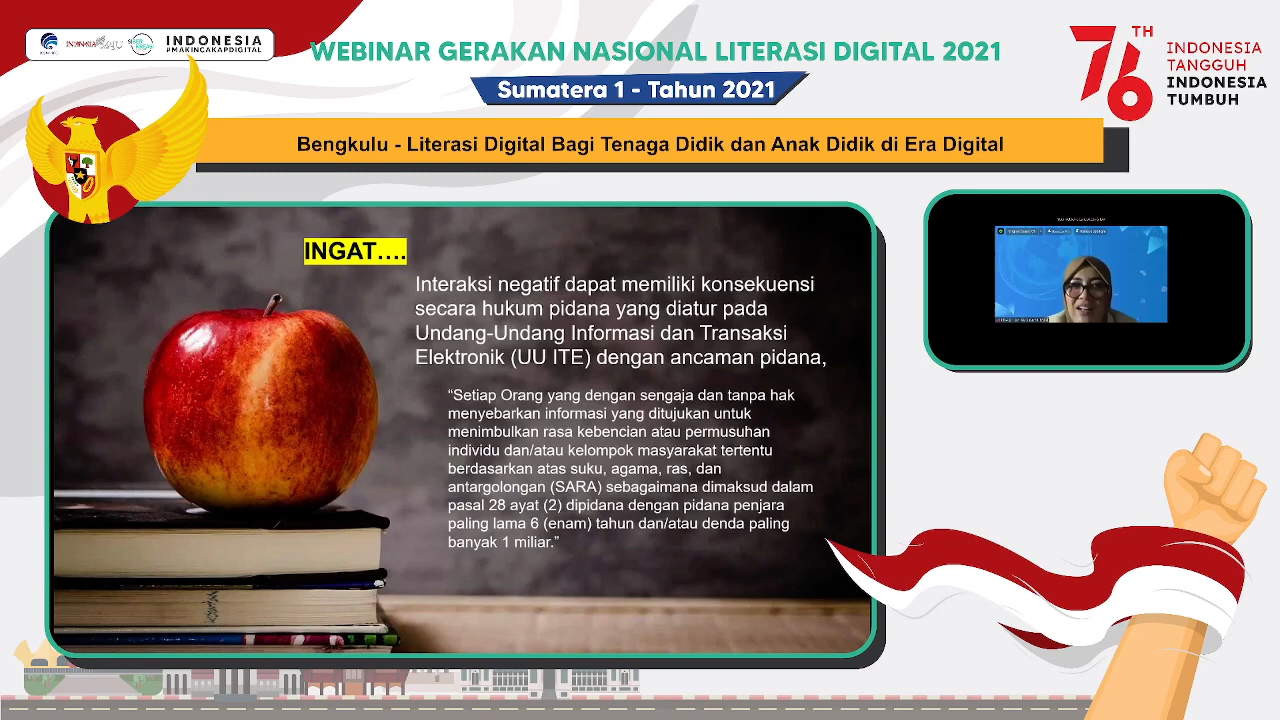 INDONESIA
#MAKINCAKAPDIGITAL
WEBINAR GERAKAN NASIONAL LITERASI DIGITAL 2021
Sumatera 1 - Tahun 2021
76 TH
INDONESIA
TANGGUH
INDONESIA
TUMBUH
Bengkulu - Literasi Digital Bagi Tenaga Didik dan Anak Didik di Era Digital
INGAT….
Interaksi negatif dapat memiliki konsekuensi
secara hukum pidana yang diatur pada
Undang-Undang Informasi dan Transaksi
Elektronik (UU ITE) dengan ancaman pidana,
“Setiap Orang yang dengan sengaja dan tanpa hak
menyebarkan informasi yang ditujukan untuk
menimbulkan rasa kebencian atau permusuhan
individu dan/atau kelompok masyarakat tertentu
berdasarkan atas suku, agama, ras, dan
antargolongan (SARA) sebagaimana dimaksud dalam
pasal 28 ayat (2) dipidana dengan pidana penjara
paling lama 6 (enam) tahun dan/atau denda paling
banyak 1 miliar.”